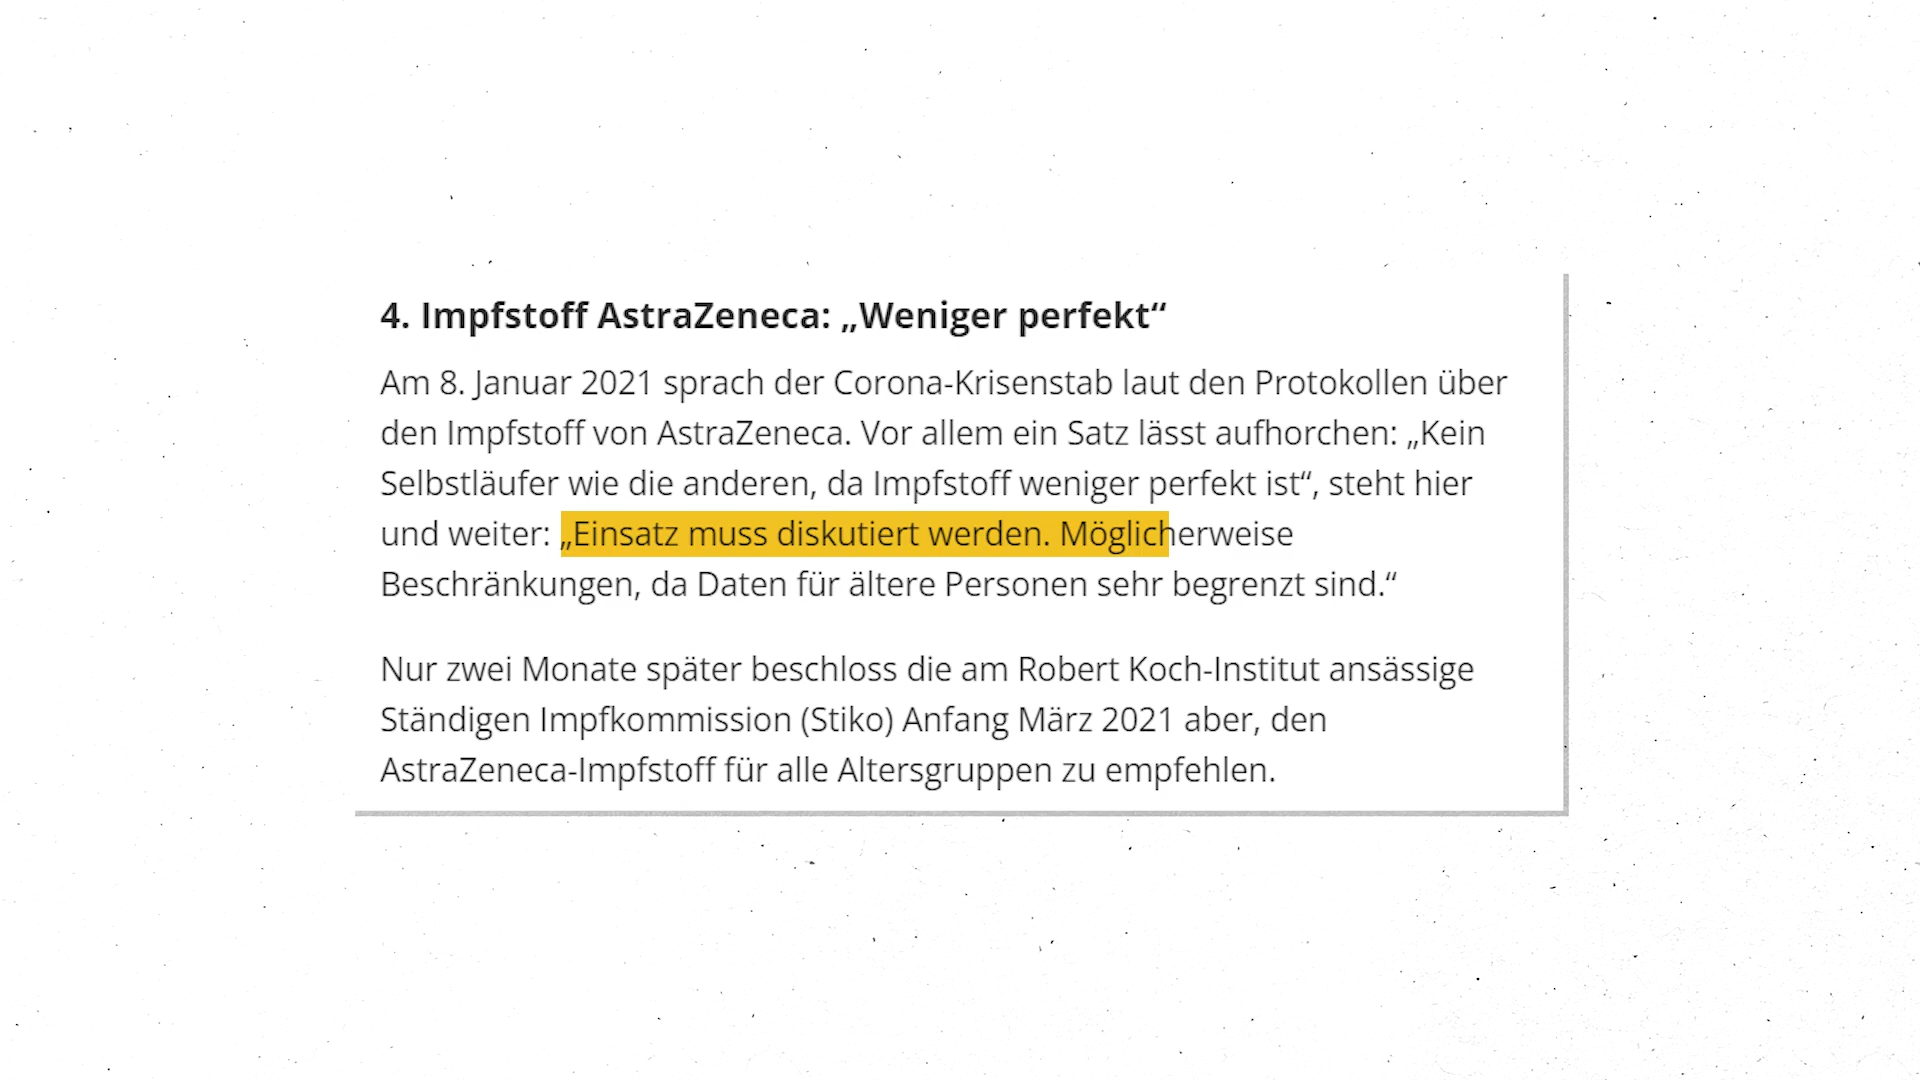 4. Impfstoff AstraZeneca: „Weniger perfekt“
Am 8. Januar 2021 sprach der Corona-Krisenstab laut den Protokollen über
den Impfstoff von AstraZeneca. Vor allem ein Satz lässt aufhorchen: „Kein
Selbstläufer wie die anderen, da Impfstoff weniger perfekt ist“, steht hier
und weiter: „Einsatz muss diskutiert werden. Möglicherweise
Beschränkungen, da Daten für ältere Personen sehr begrenzt sind.“
Nur zwei Monate später beschloss die am Robert Koch-Institut ansässige
Ständigen Impfkommission (Stiko) Anfang März 2021 aber, den
AstraZeneca-Impfstoff für alle Altersgruppen zu empfehlen.